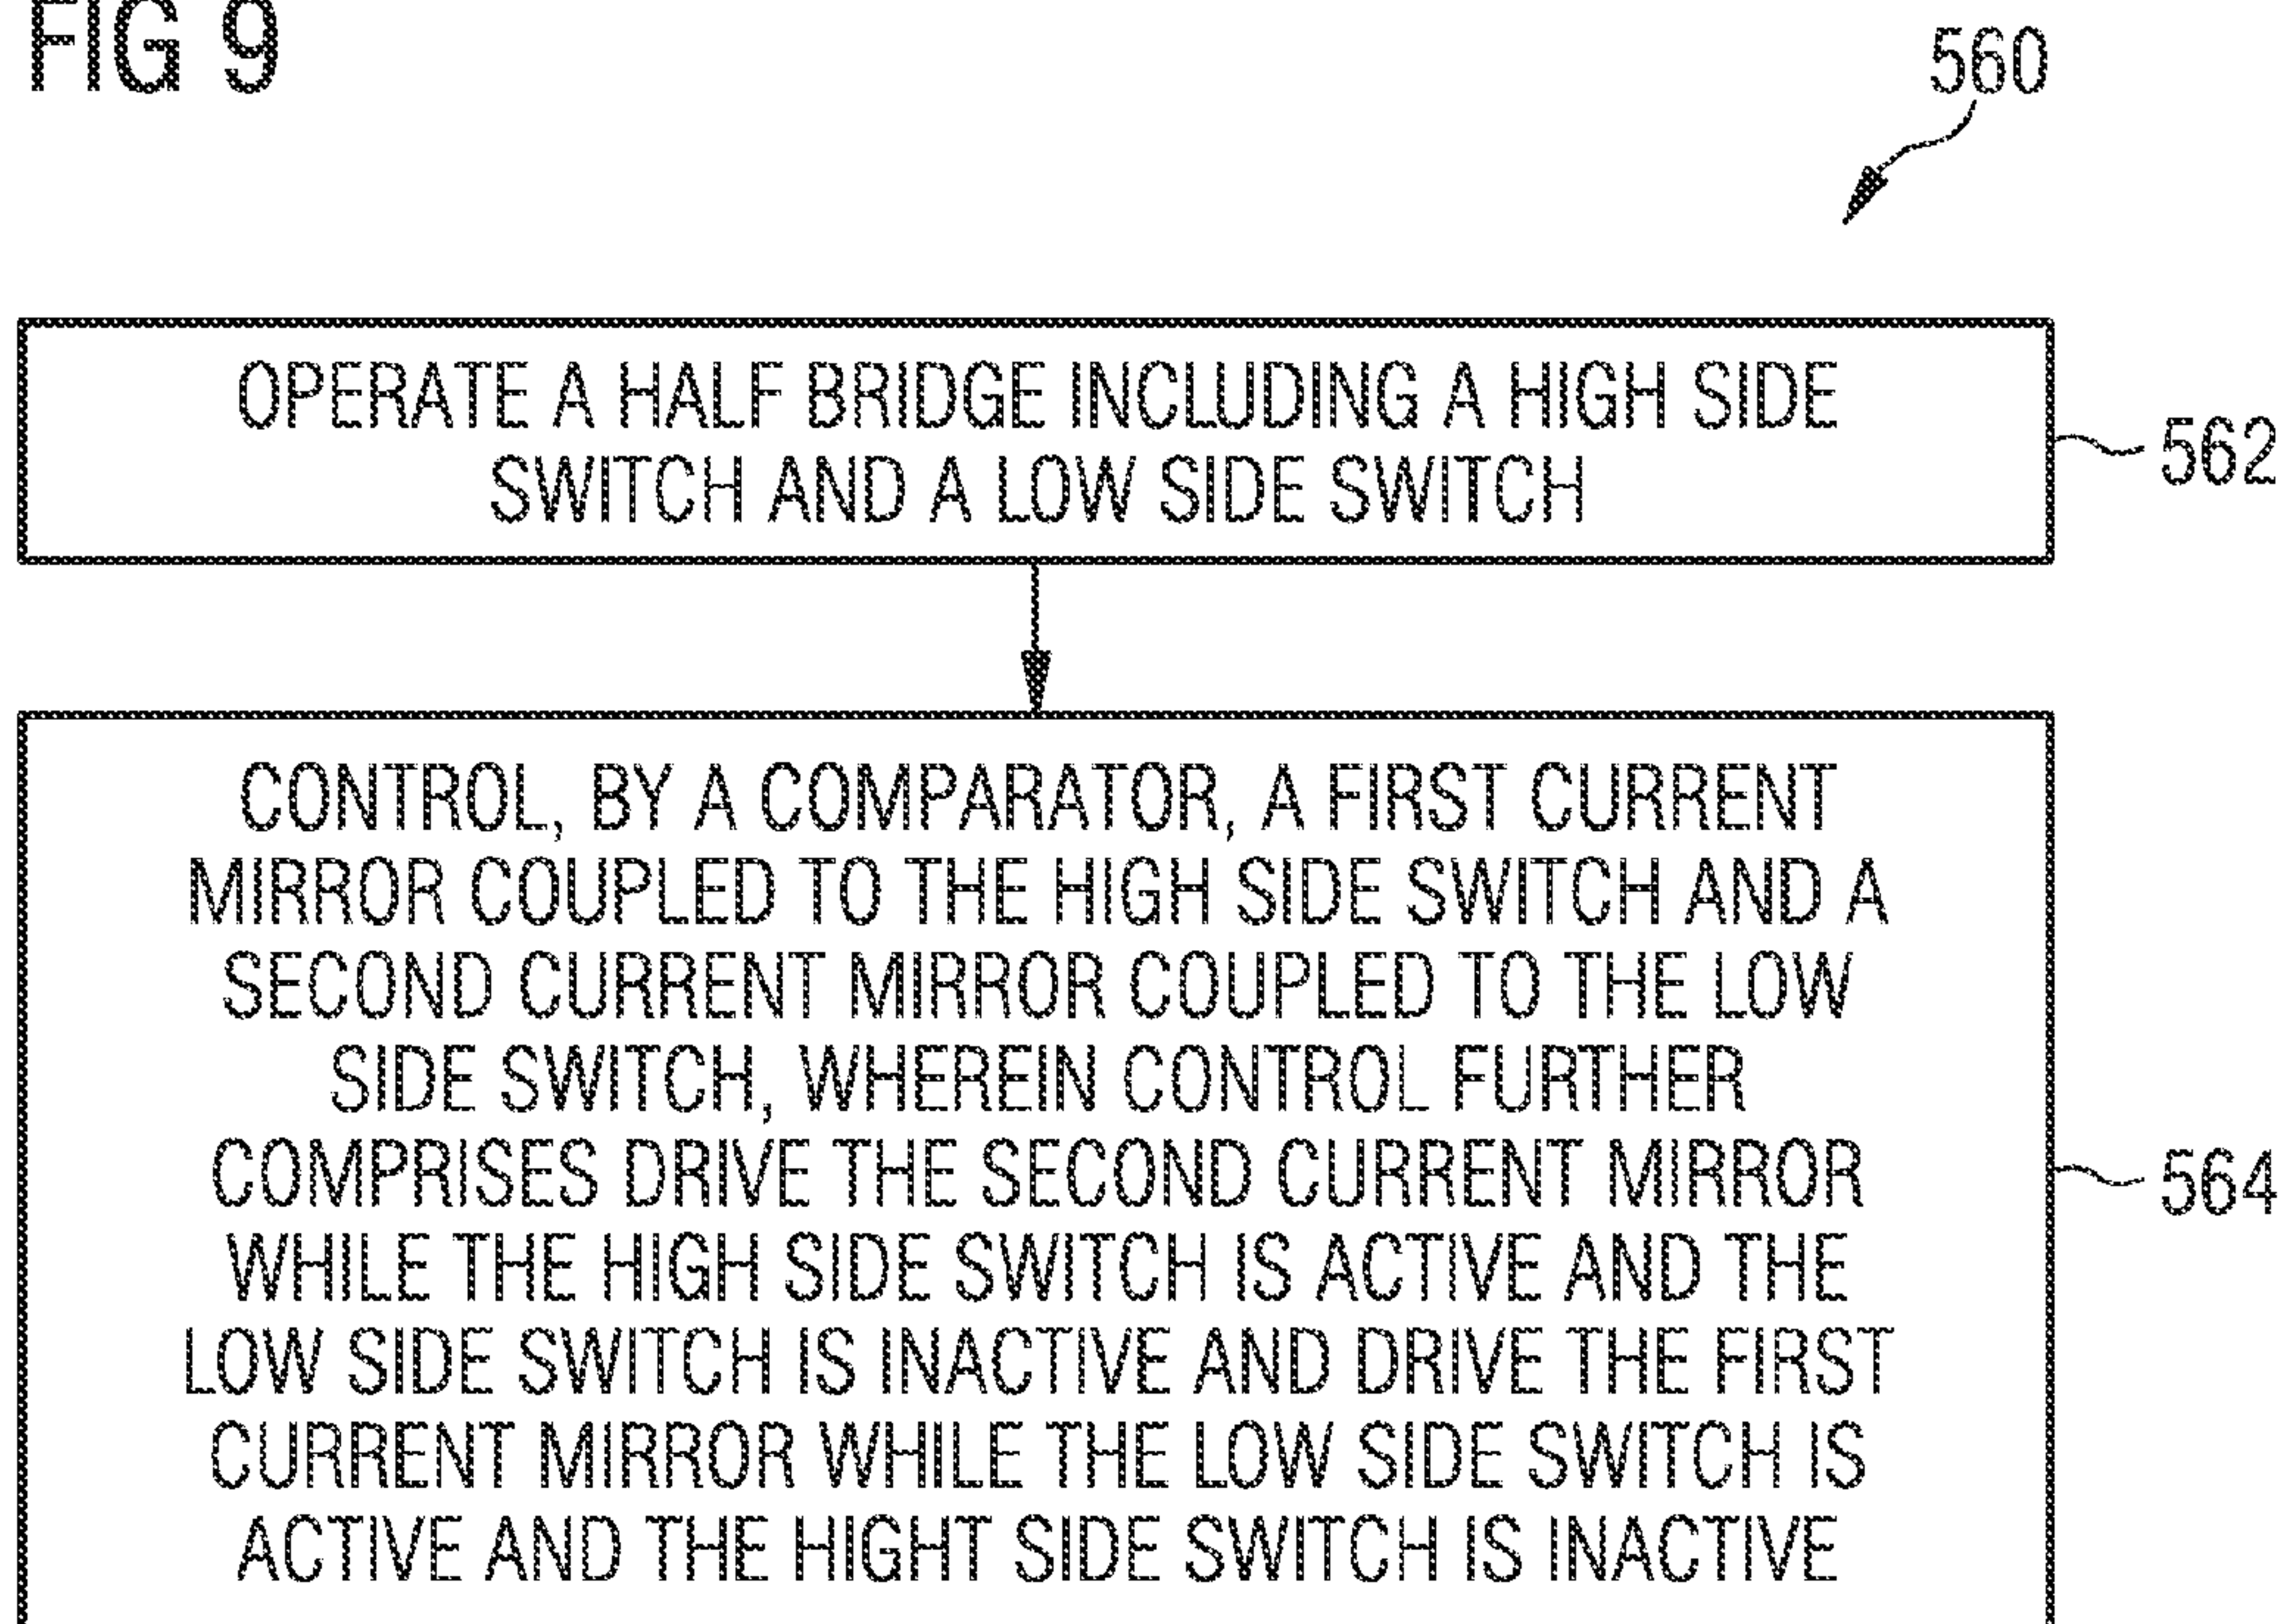 FIG 9
560
OPERATE A HALF BRIDGE INCLUDING A HIGH SIDE
SWITCH AND A LOW SIDE SWITCH
562
CONTROL, BY A COMPARATOR, A FIRST CURRENT
MIRROR COUPLED TO THE HIGH SIDE SWITCH AND A
SECOND CURRENT MIRROR COUPLED TO THE LOW
SIDE SWITCH, WHEREIN CONTROL FURTHER
COMPRISES DRIVE THE SECOND CURRENT MIRROR
WHILE THE HIGH SIDE SWITCH IS ACTIVE AND THE
LOW SIDE SWITCH IS INACTIVE AND DRIVE THE FIRST
CURRENT MIRROR WHILE THE LOW SIDE SWITCH IS
ACTIVE AND THE HIGHT SIDE SWITCH IS INACTIVE
564